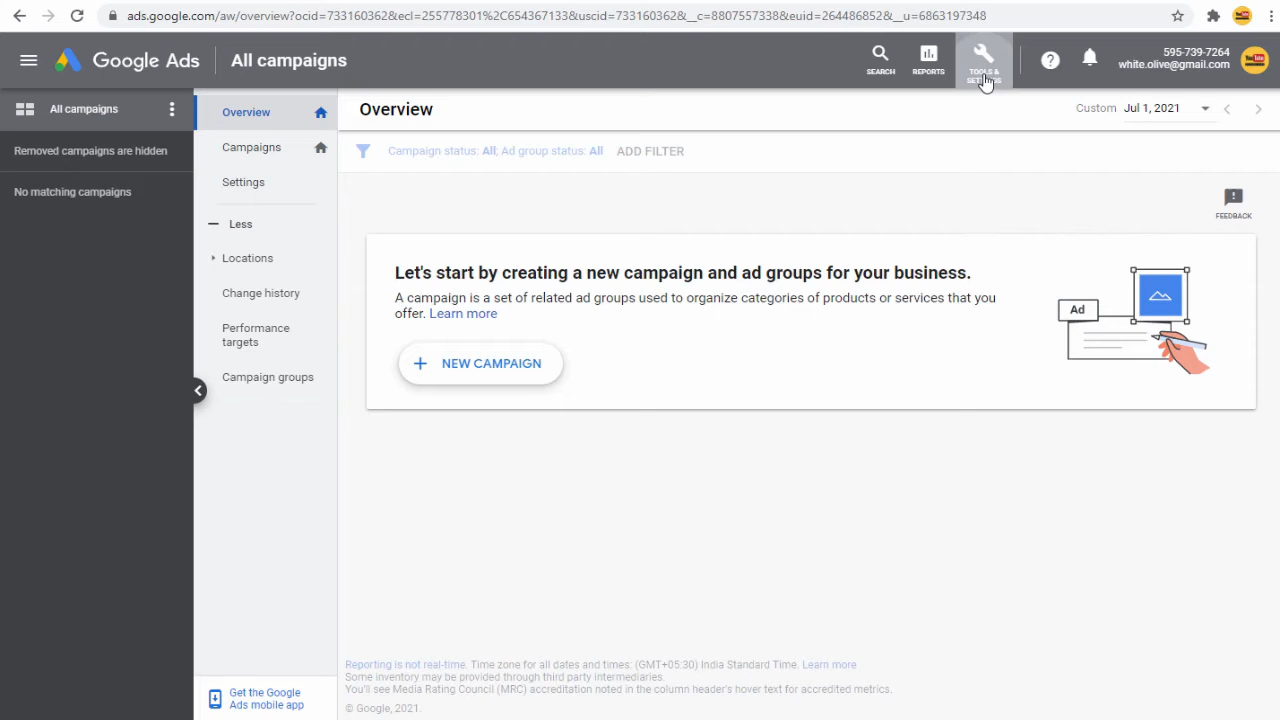 ads.google.com/aw/overview?ocid=733160362&ecl=255778301%2C554307133&uscid=733160362&__c=8807587338&euid=2644868852&__u=6863197348
Google Ads
All campaigns
SEARCH
REPORTS
TOOLS &
SETTINGS
595-739-7264
white.olive@gmail.com
All campaigns
Removed campaigns are hidden
No matching campaigns
Overview
Campaigns
Settings
Less
Locations
Change history
Performance
targets
Campaign groups
Get the Google
Ads mobile app
Overview
Custom Jul 1, 2021
Campaign status: All; Ad group status: All ADD FILTER
FEEDBACK
Let's start by creating a new campaign and ad groups for your business.
A campaign is a set of related ad groups used to organize categories of products or services that you
offer. Learn more
NEW CAMPAIGN
Ad
Reporting is not real-time. Time zone for all dates and times: (GMT+05:30) India Standard Time. Learn more
Some inventory may be provided through third party intermediaries.
You'll see Media Rating Council (MRC) accreditation noted in the column header's hover text for accredited metrics.
© Google, 2021.